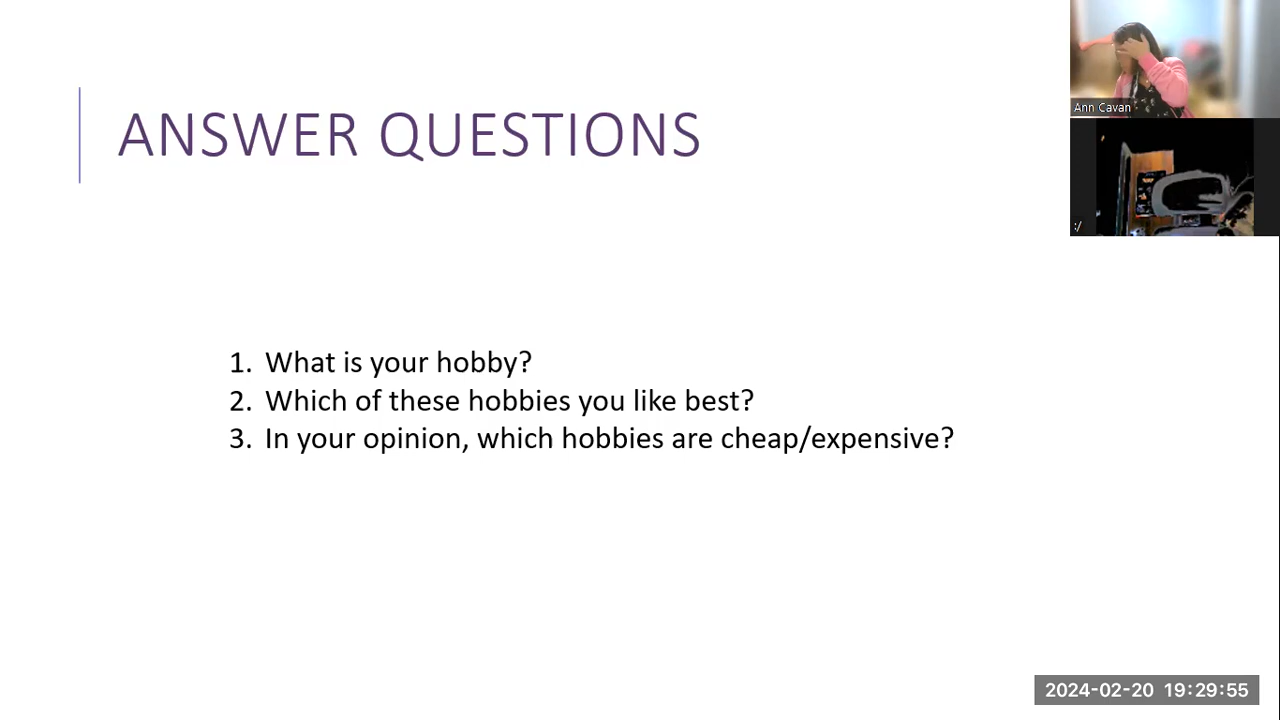 ANSWER QUESTIONS
1. What is your hobby?
2. Which of these hobbies you like best?
3. In your opinion, which hobbies are cheap/expensive?
Ann Cavan
:/
2024-02-20 19:29:55